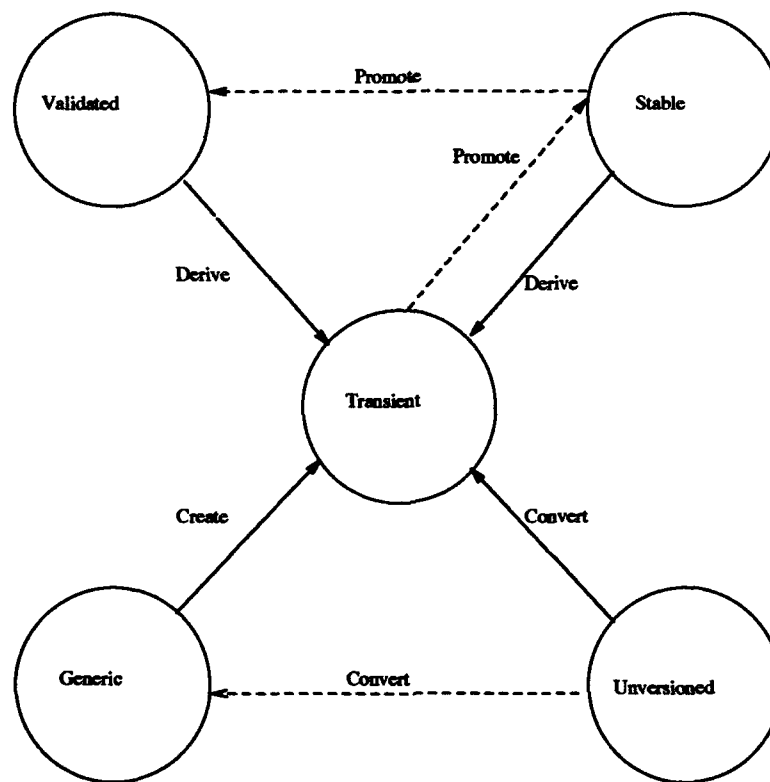 Promote
Validated
Stable
Promote
Derive
Derive
Transient
Create
Convert
Generic
Convert
Unversioned